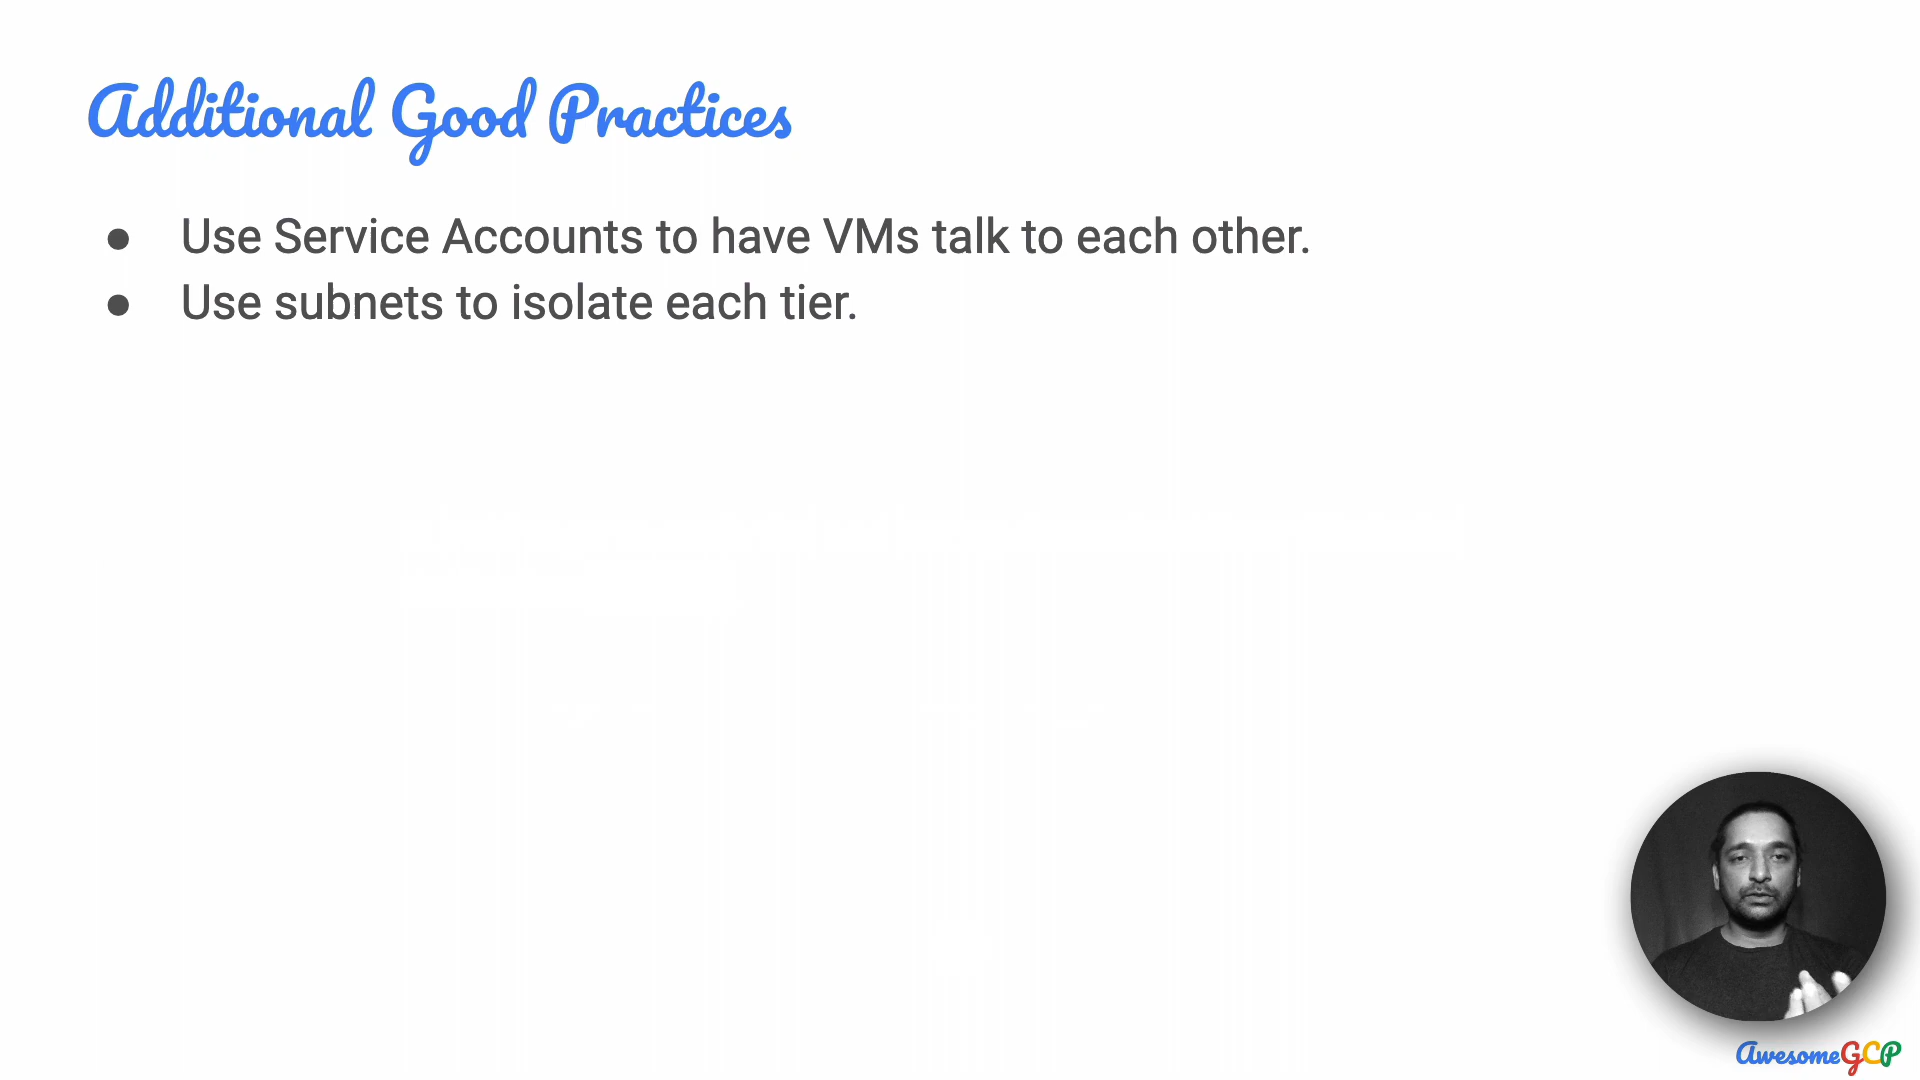 Additional Good Practices
● Use Service Accounts to have VMs talk to each other.
● Use subnets to isolate each tier.
AwesomeGCP